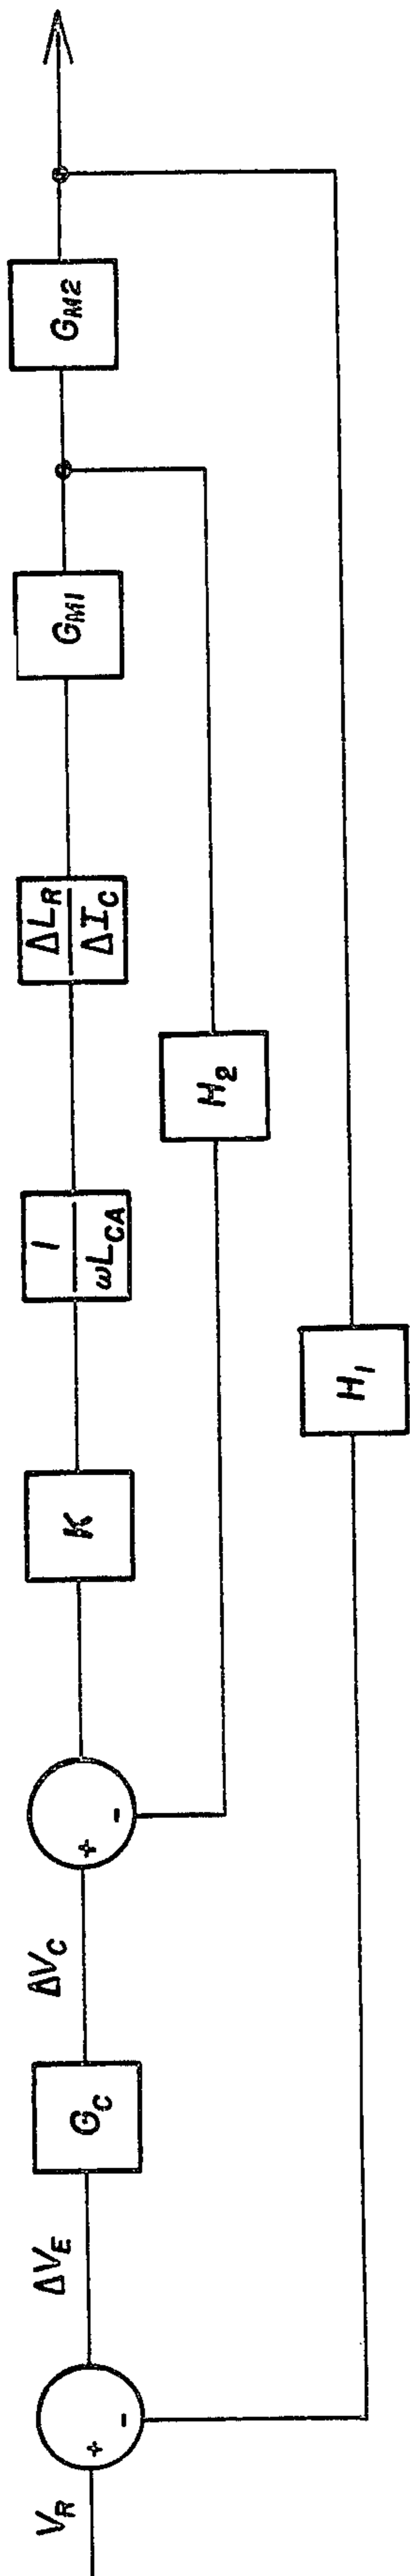 V_R
+
-
ΔV_E
G_C
ΔV_C
+
-
K
1
ωL_CA
ΔL_R
ΔI_C
G_M1
G_M2
H_2
H_1